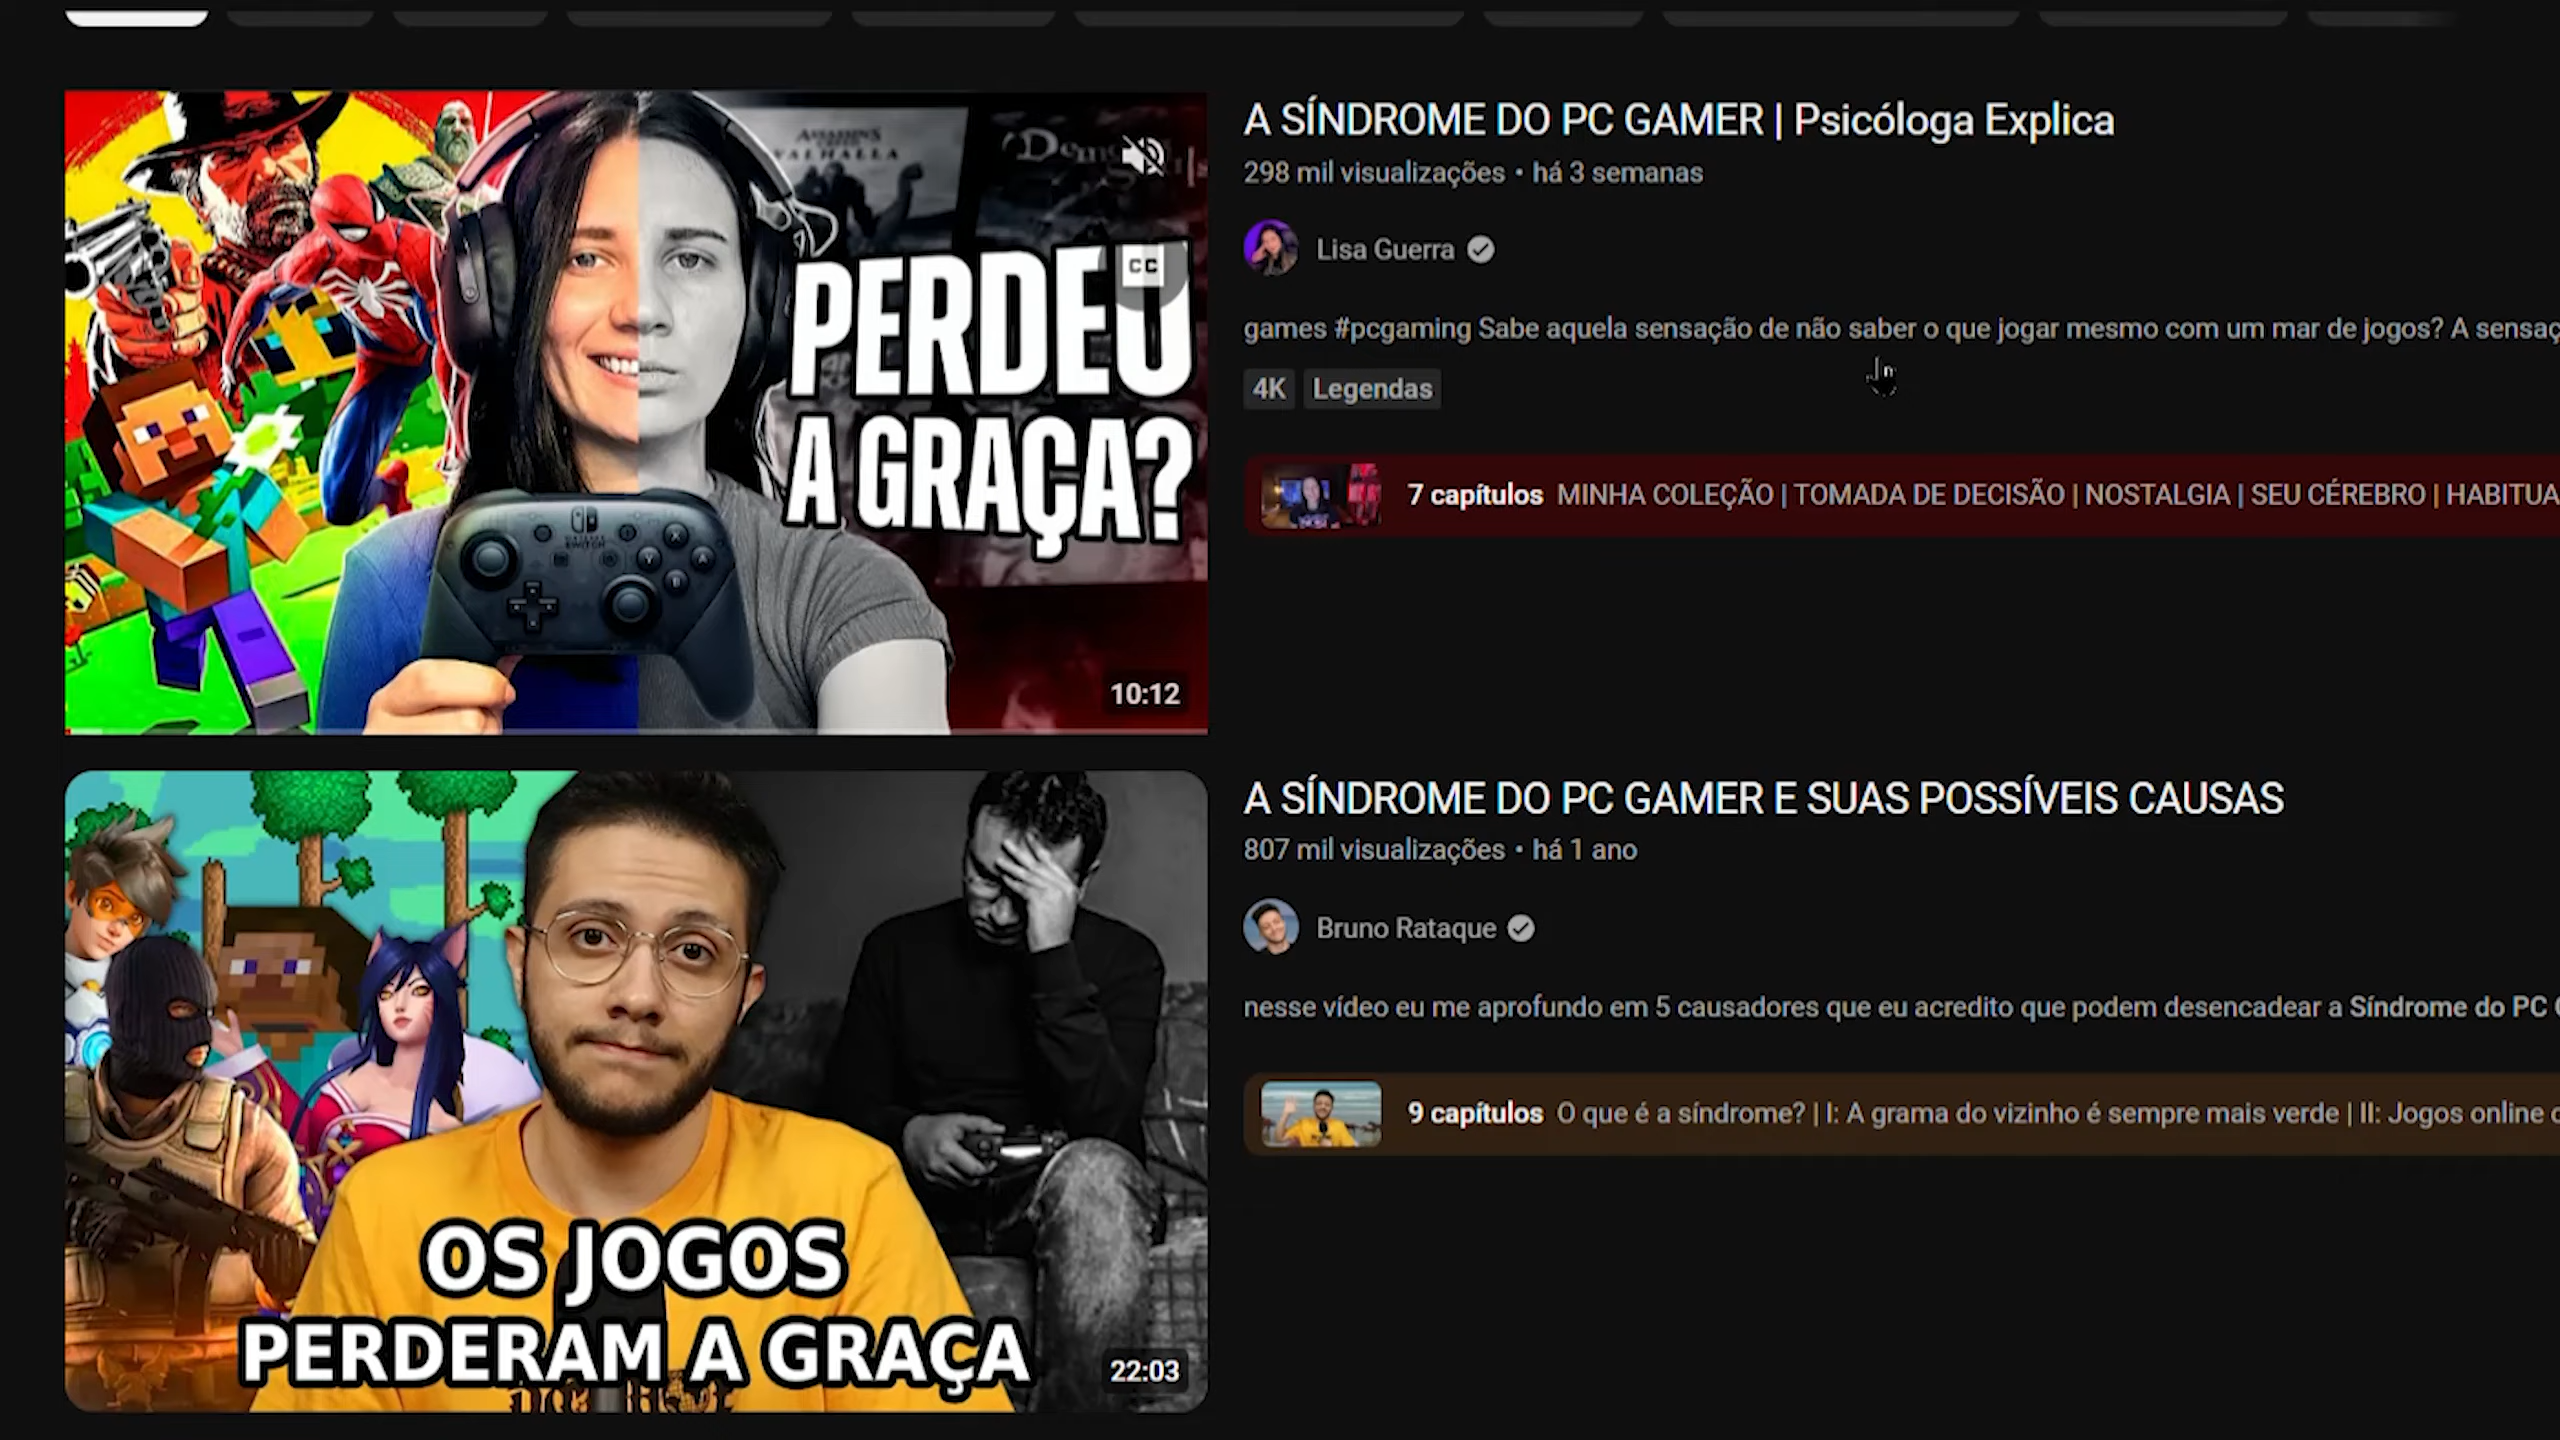 ASSASSIN'S
VALHALLA
PERDEU
CC
A GRAÇA?
10:12
A SÍNDROME DO PC GAMER | Psicóloga Explica
298 mil visualizações • há 3 semanas
Lisa Guerra
games #pcgaming Sabe aquela sensação de não saber o que jogar mesmo com um mar de jogos? A sensaç
4K Legendas
7 capítulos MINHA COLEÇÃO | TOMADA DE DECISÃO | NOSTALGIA | SEU CÉREBRO | HABITUA
OS JOGOS
PERDERAM A GRAÇA
22:03
A SÍNDROME DO PC GAMER E SUAS POSSÍVEIS CAUSAS
807 mil visualizações • há 1 ano
Bruno Rataque
nesse vídeo eu me aprofundo em 5 causadores que eu acredito que podem desencadear a Síndrome do PC
9 capítulos O que é a síndrome? | I: A grama do vizinho é sempre mais verde | II: Jogos online